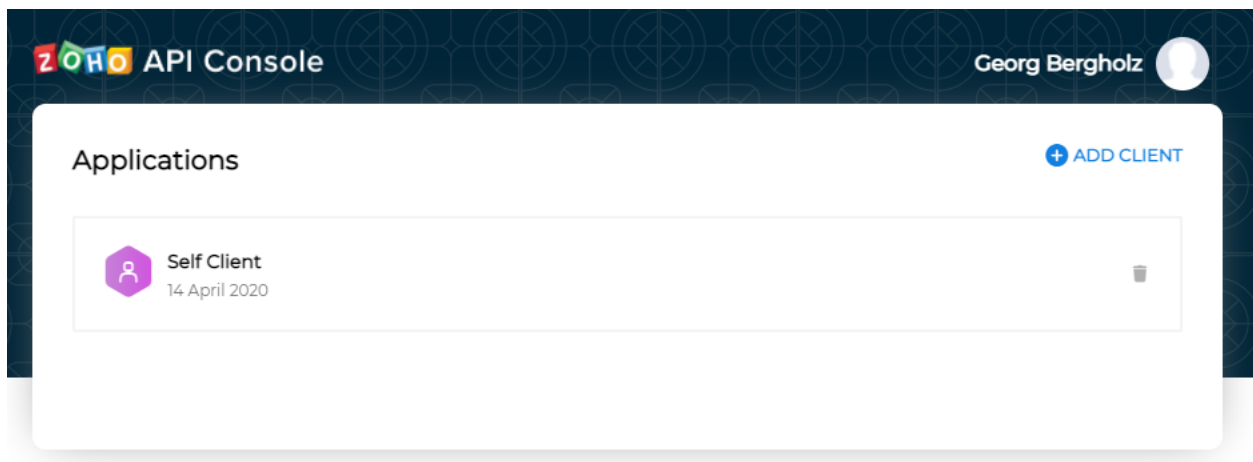 ZOHO API Console
Georg Bergholz
Applications
ADD CLIENT
Self Client
14 April 2020